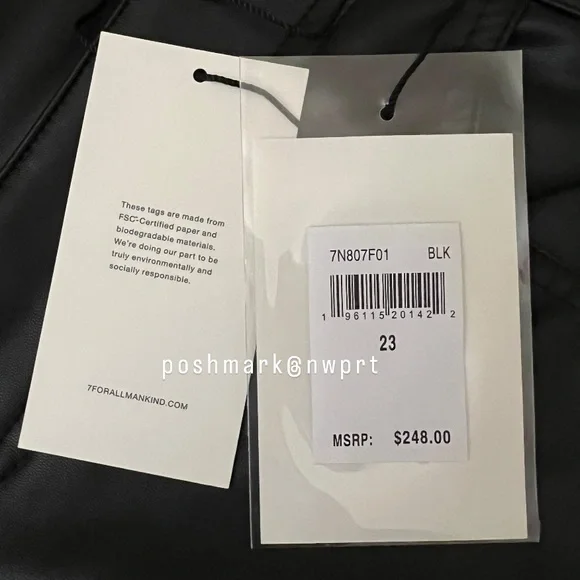 These tags are made from
FSC-Certified paper and
biodegradable materials.
We're doing our part to be
truly environmentally and
socially responsible.
7FORALLMANKIND.COM
7N807F01 BLK
1 96115 20142 2
23
MSRP: $248.00
poshmark@nwprt